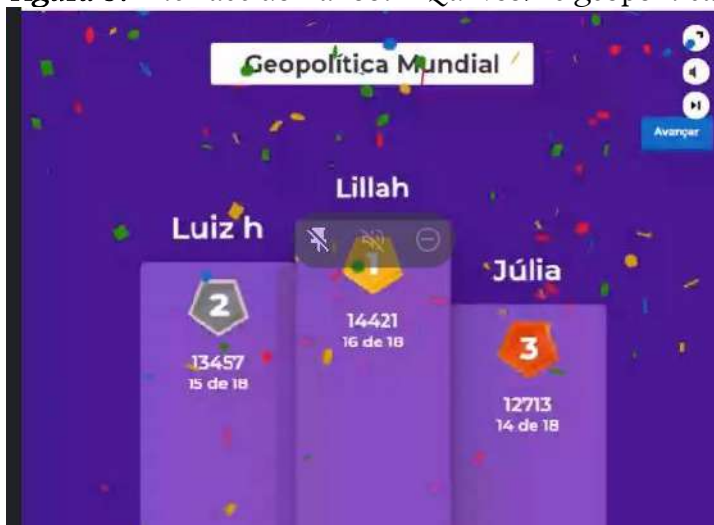 Geopolítica Mundial
Avançar
Lillah
Luiz h
Júlia
1
14421
16 de 18
2
13457
15 de 18
3
12713
14 de 18